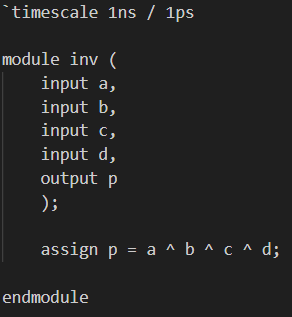 `timescale 1ns / 1ps

module inv (
    input a,
    input b,
    input c,
    input d,
    output p
    );

    assign p = a ^ b ^ c ^ d;

endmodule